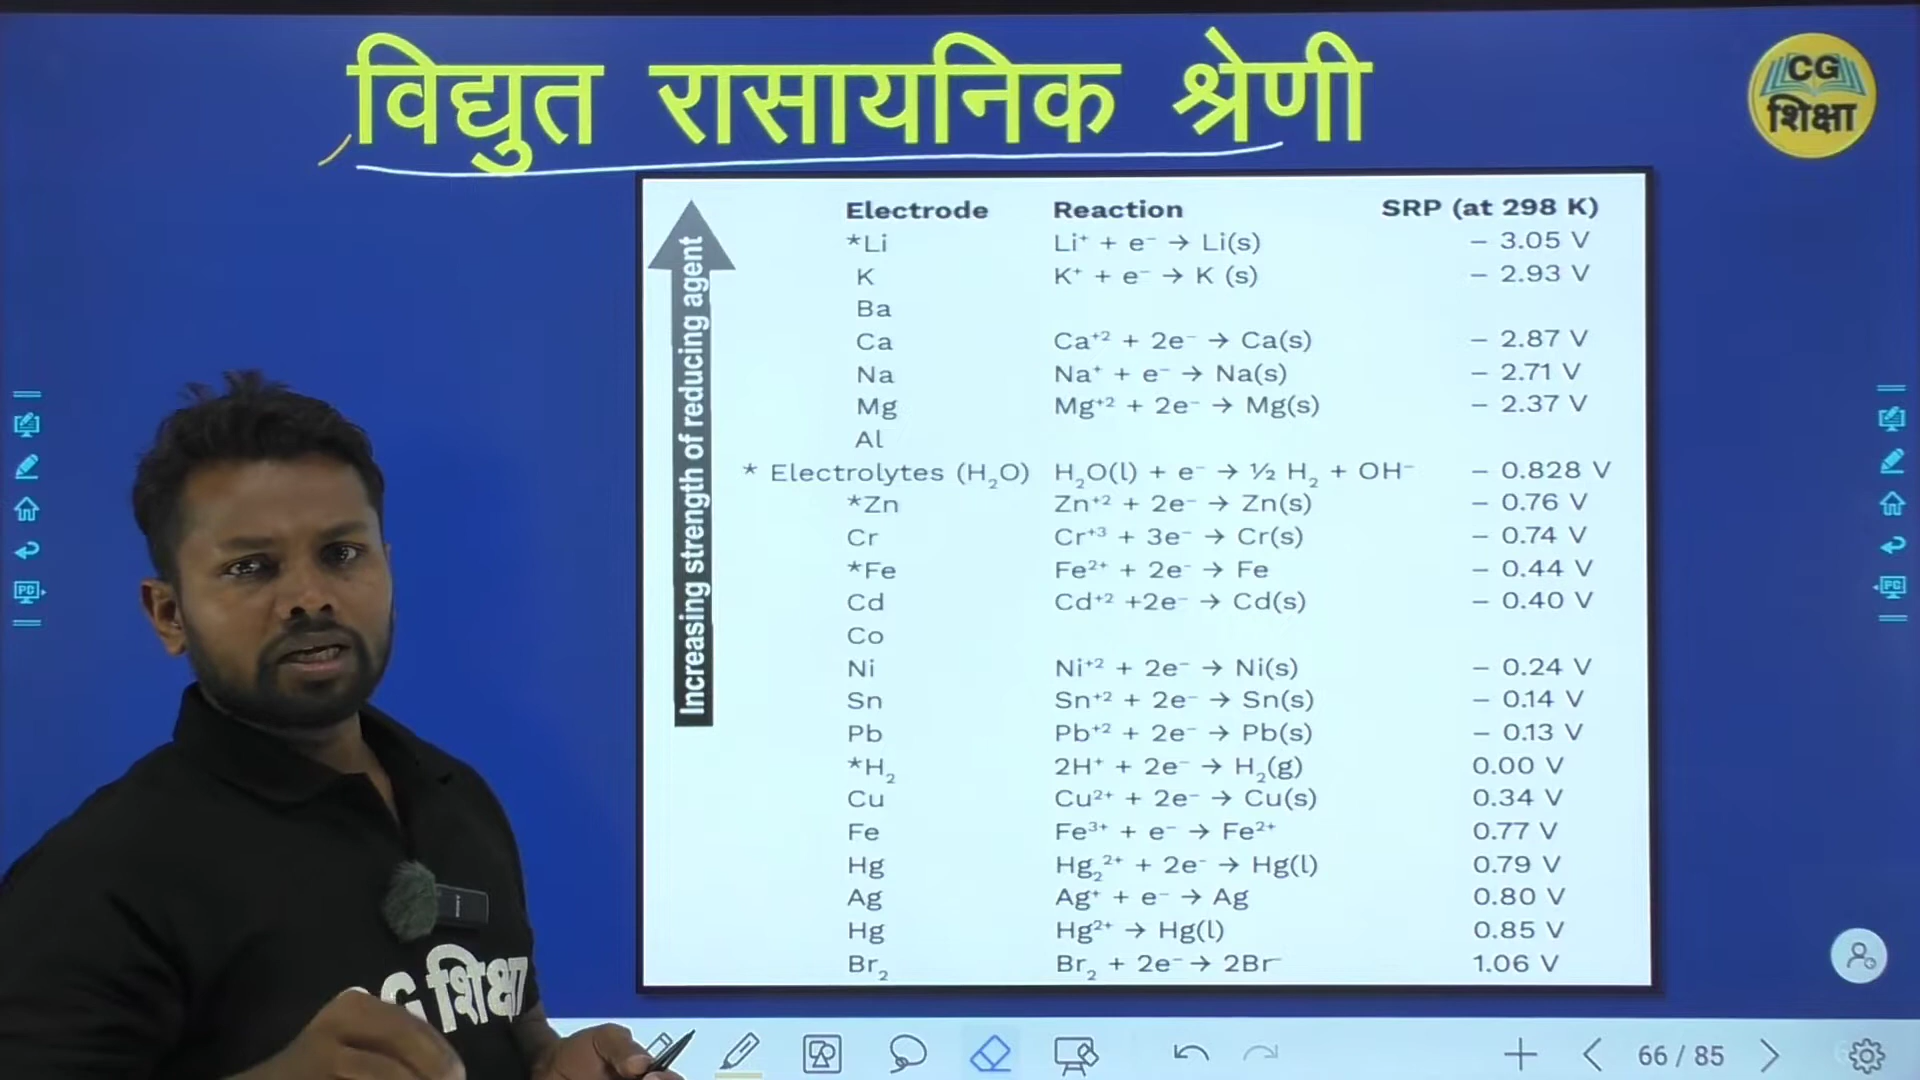 विद्युत रासायनिक श्रेणी
CG
शिक्षा
Increasing strength of reducing agent
Electrode Reaction SRP (at 298 K)
*Li Li⁺ + e⁻ → Li(s) – 3.05 V
K K⁺ + e⁻ → K (s) – 2.93 V
Ba
Ca Ca⁺² + 2e⁻ → Ca(s) – 2.87 V
Na Na⁺ + e⁻ → Na(s) – 2.71 V
Mg Mg⁺² + 2e⁻ → Mg(s) – 2.37 V
Al
* Electrolytes (H₂O) H₂O(l) + e⁻ → ½ H₂ + OH⁻ – 0.828 V
*Zn Zn⁺² + 2e⁻ → Zn(s) – 0.76 V
Cr Cr⁺³ + 3e⁻ → Cr(s) – 0.74 V
*Fe Fe²⁺ + 2e⁻ → Fe – 0.44 V
Cd Cd⁺² +2e⁻ → Cd(s) – 0.40 V
Co
Ni Ni⁺² + 2e⁻ → Ni(s) – 0.24 V
Sn Sn⁺² + 2e⁻ → Sn(s) – 0.14 V
Pb Pb⁺² + 2e⁻ → Pb(s) – 0.13 V
*H₂ 2H⁺ + 2e⁻ → H₂(g) 0.00 V
Cu Cu²⁺ + 2e⁻ → Cu(s) 0.34 V
Fe Fe³⁺ + e⁻ → Fe²⁺ 0.77 V
Hg Hg₂²⁺ + 2e⁻ → Hg(l) 0.79 V
Ag Ag⁺ + e⁻ → Ag 0.80 V
Hg Hg²⁺ → Hg(l) 0.85 V
Br₂ Br₂ + 2e⁻ → 2Br⁻ 1.06 V
G शिक्षा
66 / 85